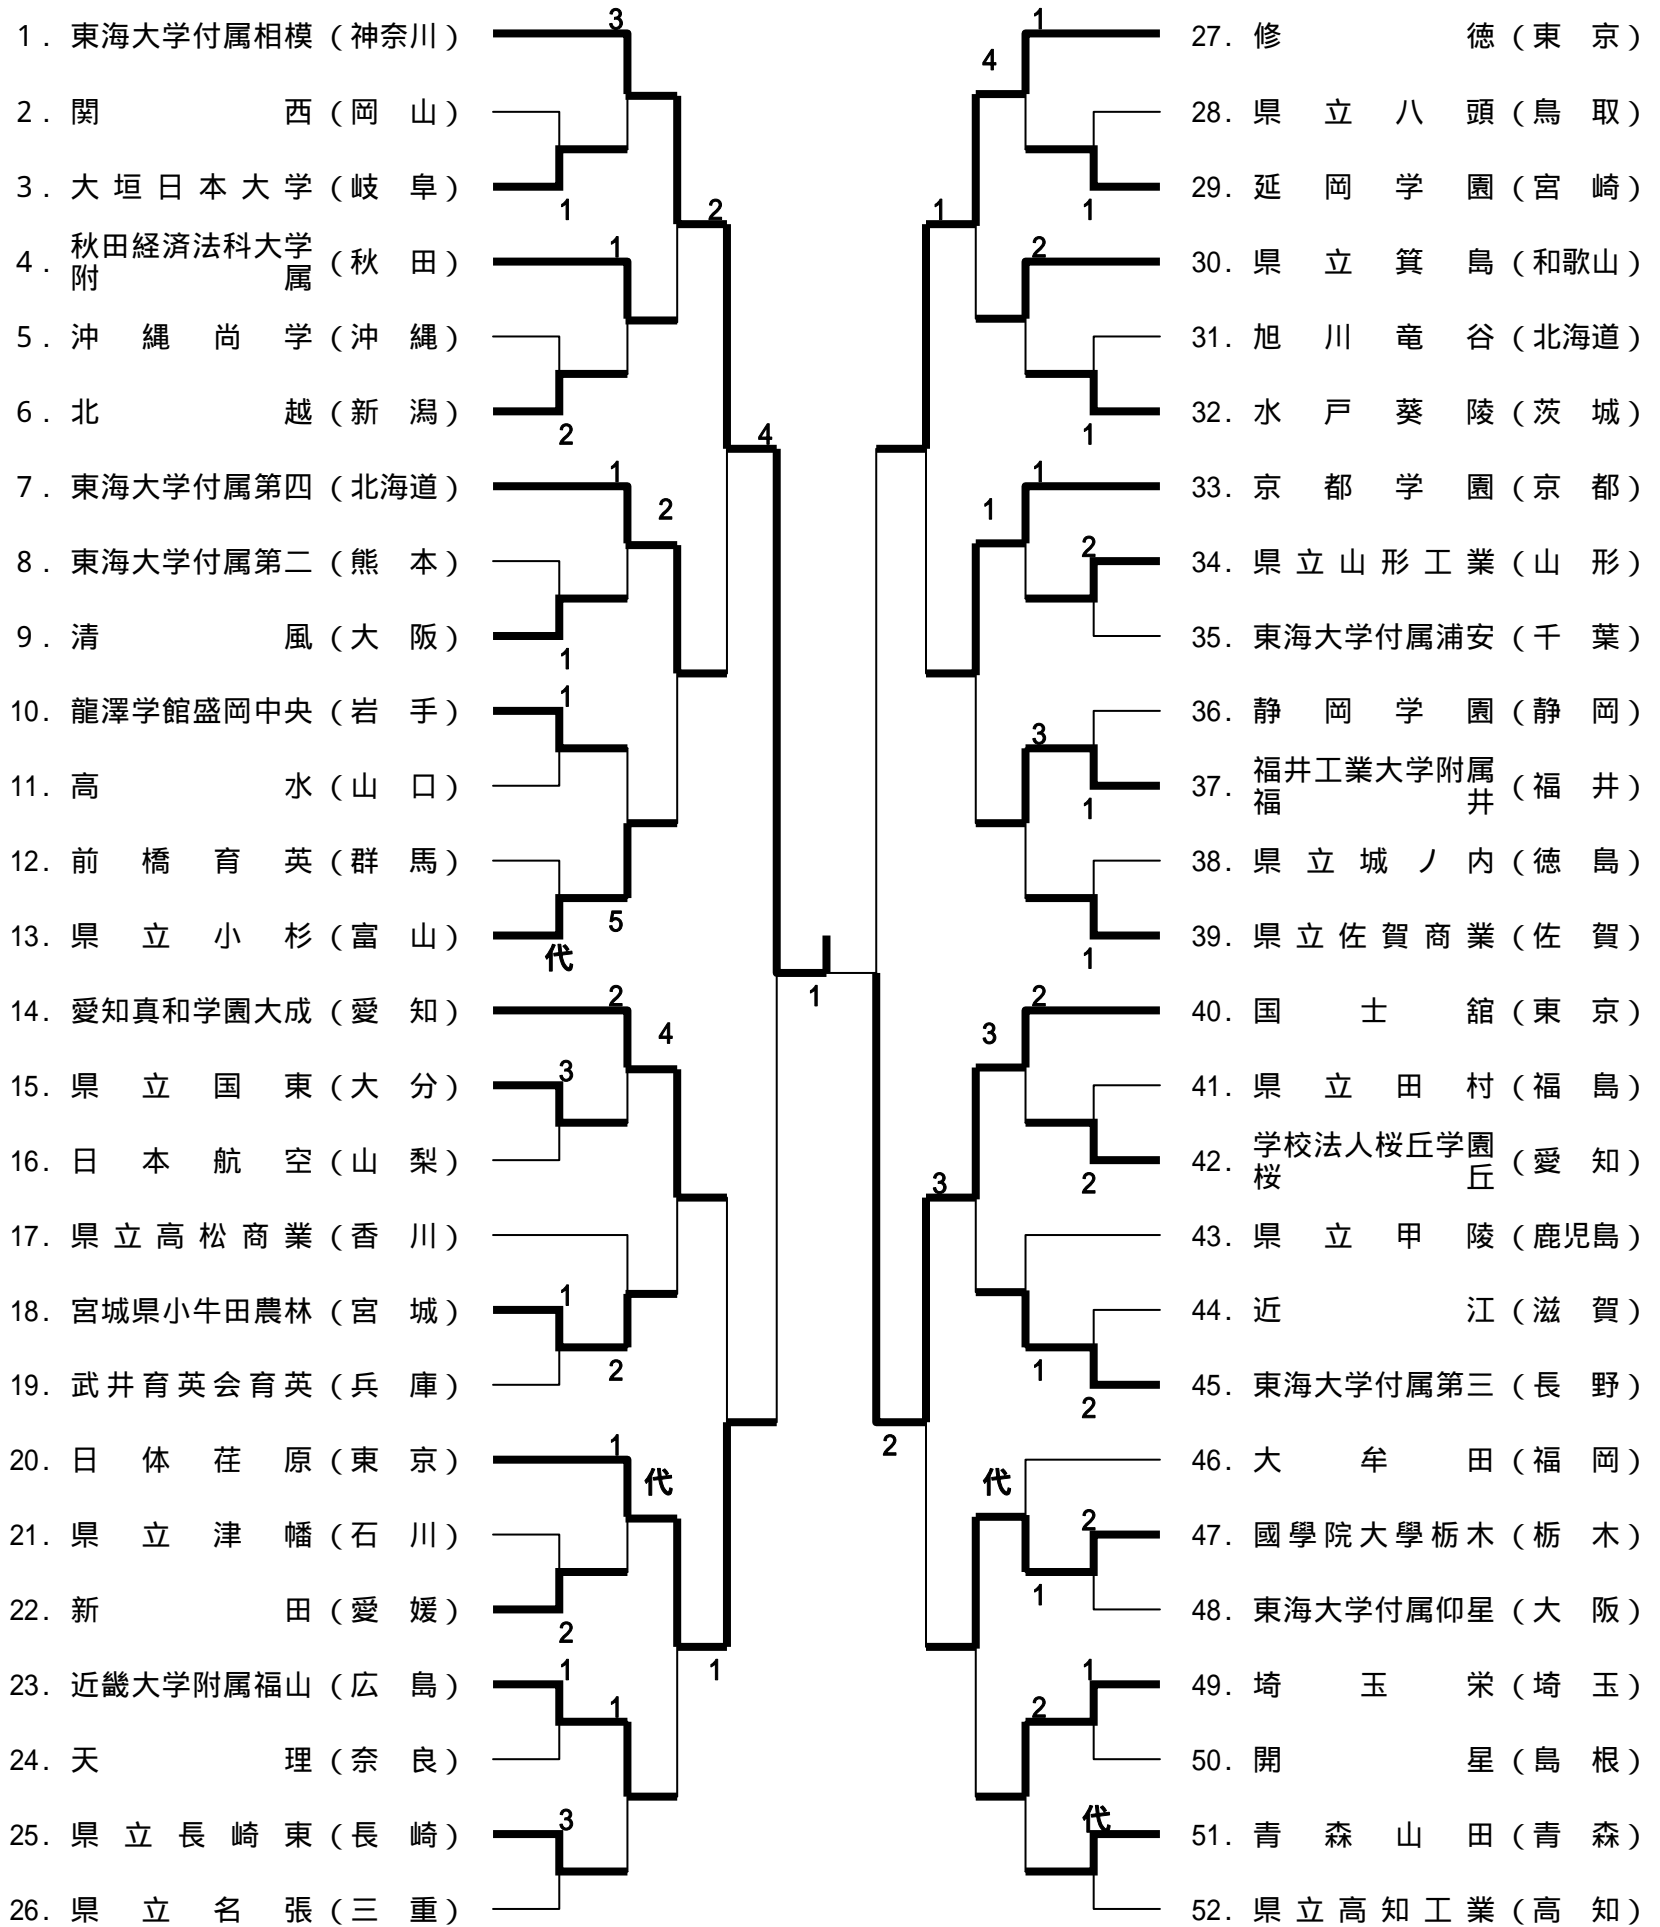 1. 東海大学付属相模（神奈川）
2. 関西（岡山）
3. 大垣日本大学（岐阜）
4. 秋田経済法科大学
附属（秋田）
5. 沖縄尚学（沖縄）
6. 北越（新潟）
7. 東海大学付属第四（北海道）
8. 東海大学付属第二（熊本）
9. 清風（大阪）
10. 龍澤学館盛岡中央（岩手）
11. 高水（山口）
12. 前橋育英（群馬）
13. 県立小杉（富山）
14. 愛知真和学園大成（愛知）
15. 県立国東（大分）
16. 日本航空（山梨）
17. 県立高松商業（香川）
18. 宮城県小牛田農林（宮城）
19. 武井育英会育英（兵庫）
20. 日体荏原（東京）
21. 県立津幡（石川）
22. 新田（愛媛）
23. 近畿大学附属福山（広島）
24. 天理（奈良）
25. 県立長崎東（長崎）
26. 県立名張（三重）
3
1
2
1
2
4
1
2
1
1
5
代
2
4
3
1
2
1
代
2
1
1
1
3
1
1
4
1
1
2
1
1
1
2
3
1
1
2
3
2
3
1
2
2
代
2
1
1
2
代
27. 修徳（東京）
28. 県立八頭（鳥取）
29. 延岡学園（宮崎）
30. 県立箕島（和歌山）
31. 旭川竜谷（北海道）
32. 水戸葵陵（茨城）
33. 京都学園（京都）
34. 県立山形工業（山形）
35. 東海大学付属浦安（千葉）
36. 静岡学園（静岡）
37. 福井工業大学附属
福井（福井）
38. 県立城ノ内（徳島）
39. 県立佐賀商業（佐賀）
40. 国士舘（東京）
41. 県立田村（福島）
42. 学校法人桜丘学園
桜丘（愛知）
43. 県立甲陵（鹿児島）
44. 近江（滋賀）
45. 東海大学付属第三（長野）
46. 大牟田（福岡）
47. 國學院大學栃木（栃木）
48. 東海大学付属仰星（大阪）
49. 埼玉栄（埼玉）
50. 開星（島根）
51. 青森山田（青森）
52. 県立高知工業（高知）